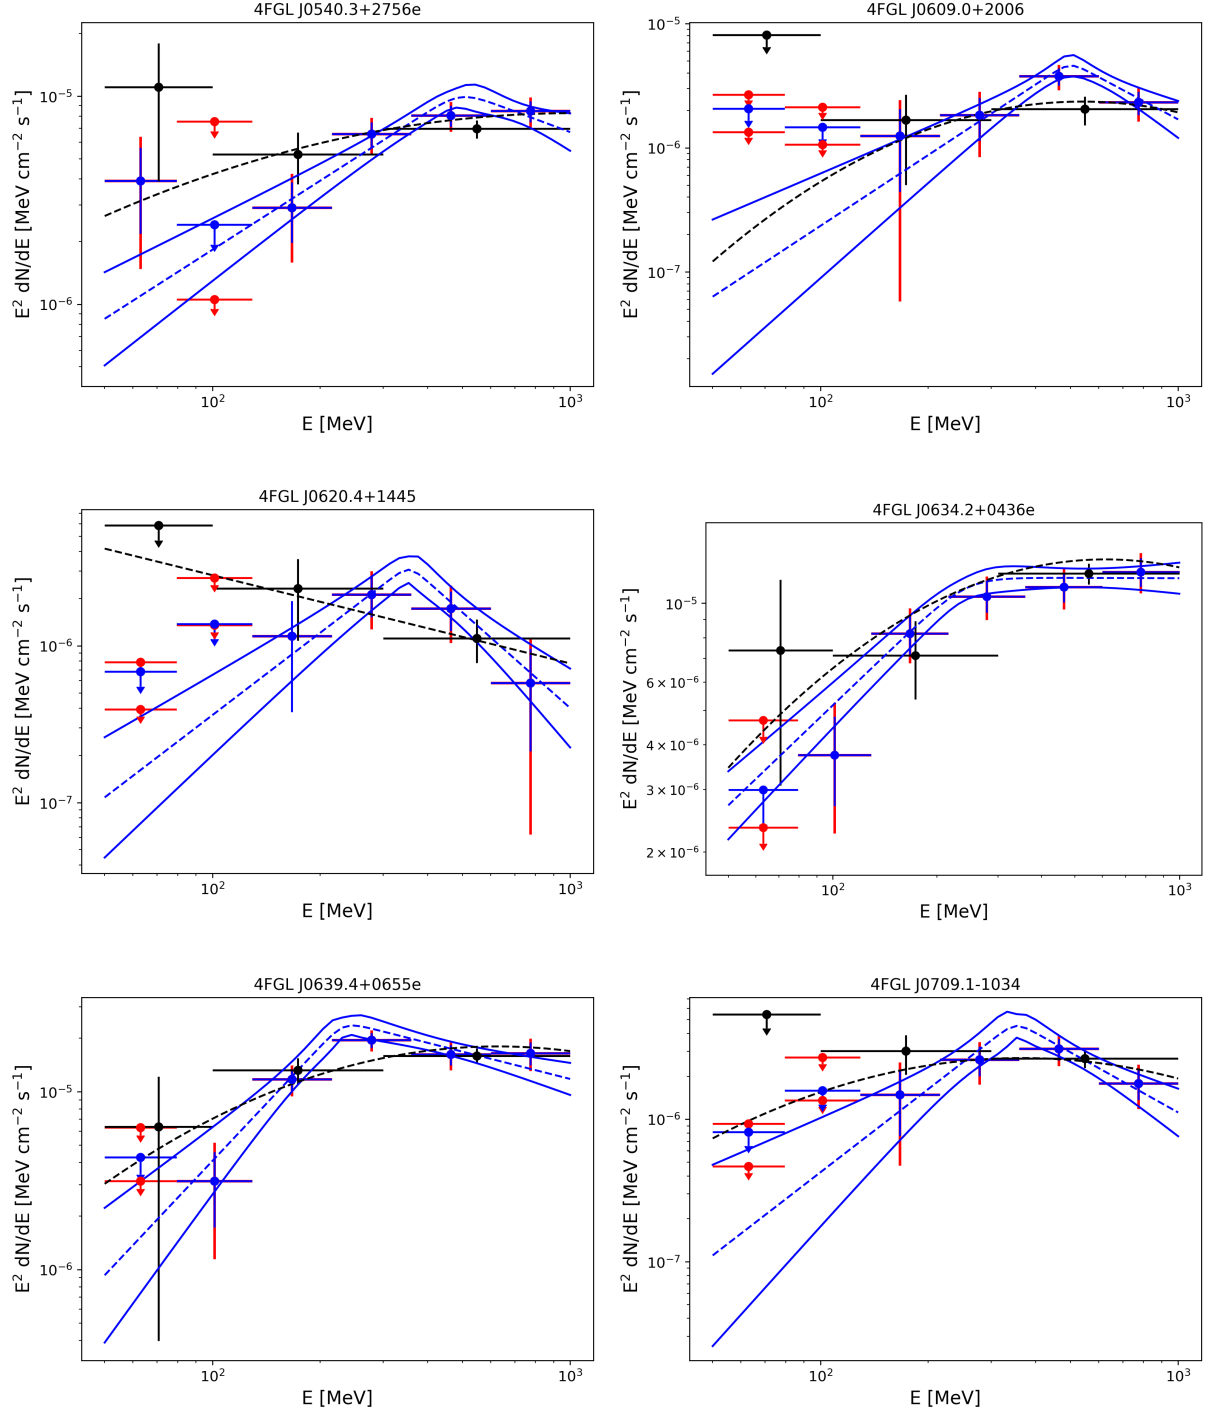 4FGL J0540.3+2756e
E² dN/dE [MeV cm⁻² s⁻¹]
10⁻⁵
10⁻⁶
10²
10³
E [MeV]
4FGL J0609.0+2006
E² dN/dE [MeV cm⁻² s⁻¹]
10⁻⁵
10⁻⁶
10⁻⁷
10²
10³
E [MeV]
4FGL J0620.4+1445
E² dN/dE [MeV cm⁻² s⁻¹]
10⁻⁶
10⁻⁷
10²
10³
E [MeV]
4FGL J0634.2+0436e
E² dN/dE [MeV cm⁻² s⁻¹]
10⁻⁵
6 × 10⁻⁶
4 × 10⁻⁶
3 × 10⁻⁶
2 × 10⁻⁶
10²
10³
E [MeV]
4FGL J0639.4+0655e
E² dN/dE [MeV cm⁻² s⁻¹]
10⁻⁵
10⁻⁶
10²
10³
E [MeV]
4FGL J0709.1-1034
E² dN/dE [MeV cm⁻² s⁻¹]
10⁻⁶
10⁻⁷
10²
10³
E [MeV]